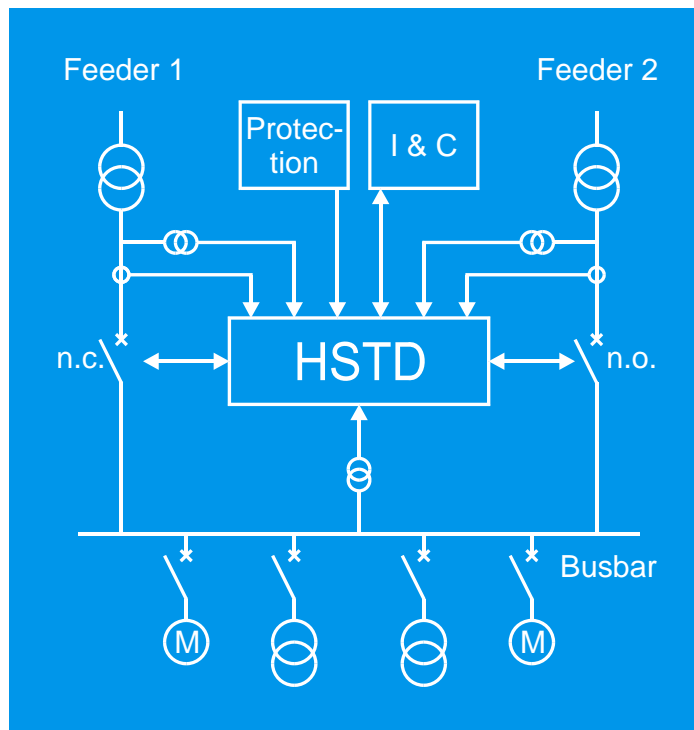 Feeder 1
Feeder 2
Protec-
tion
I & C
n.c.
HSTD
n.o.
Busbar
M
M